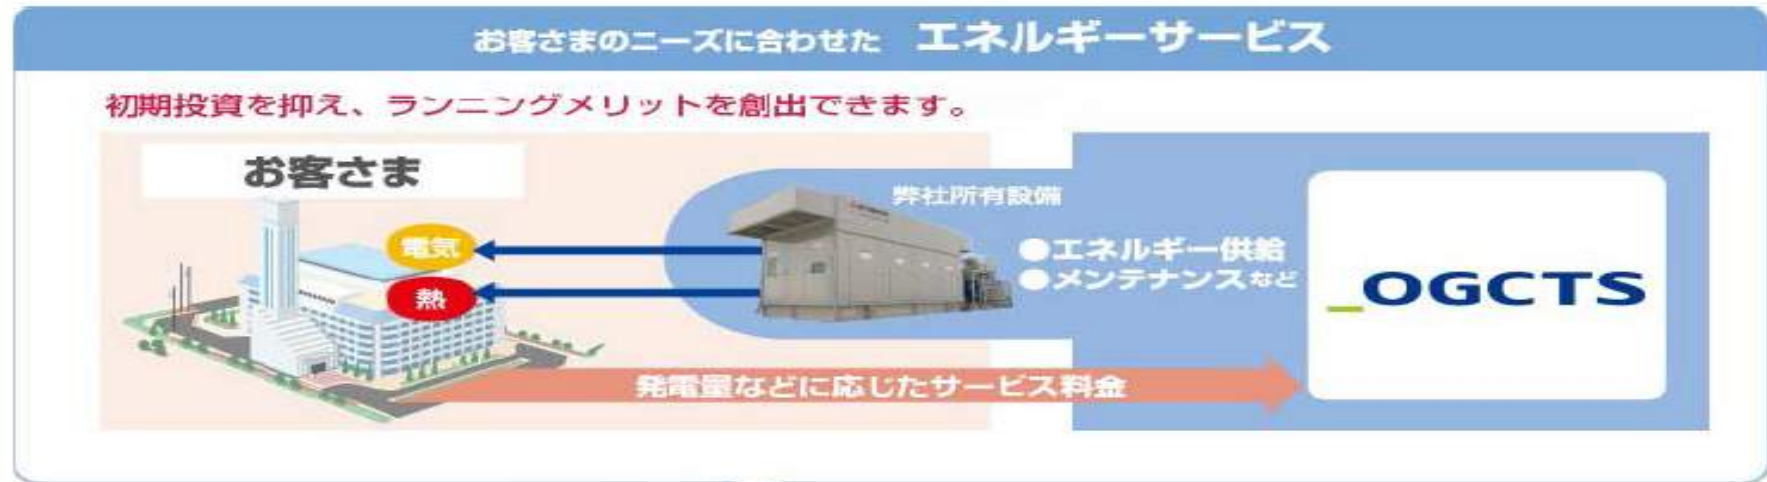 お客さまのニーズに合わせた エネルギーサービス
初期投資を抑え、ランニングメリットを創出できます。
お客さま
電気
熱
弊社所有設備
●エネルギー供給
●メンテナンスなど
_OGCTS
発電量などに応じたサービス料金